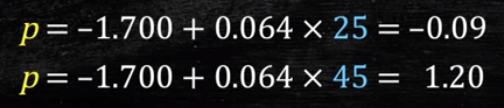 p = –1.700 + 0.064 × 25 = –0.09
p = –1.700 + 0.064 × 45 = 1.20